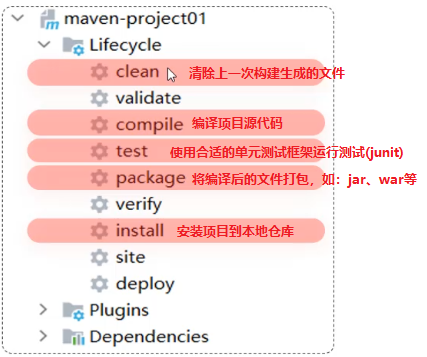 maven-project01
Lifecycle
clean 清除上一次构建生成的文件
validate
compile 编译项目源代码
test 使用合适的单元测试框架运行测试(junit)
package 将编译后的文件打包，如：jar、war等
verify
install 安装项目到本地仓库
site
deploy
Plugins
Dependencies